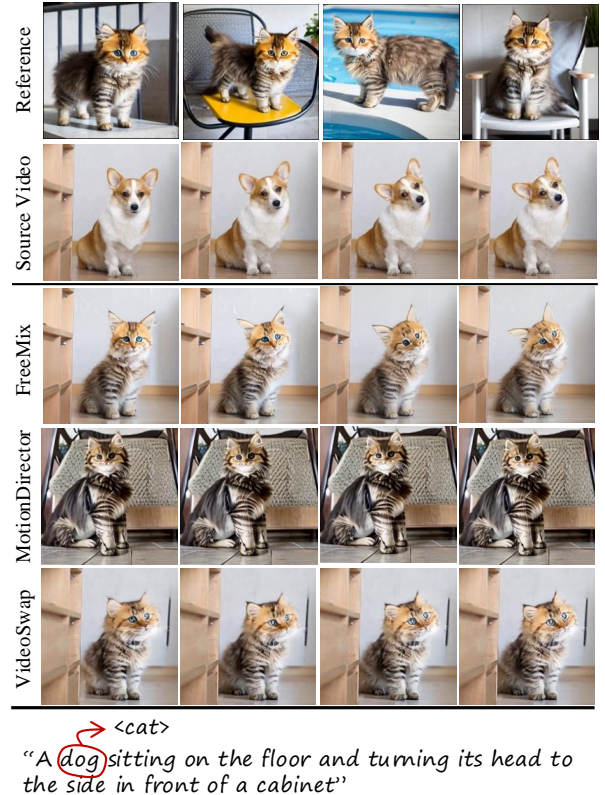 Reference
Source Video
FreeMix
MotionDirector
VideoSwap
<cat>
“A dog sitting on the floor and turning its head to
the side in front of a cabinet”